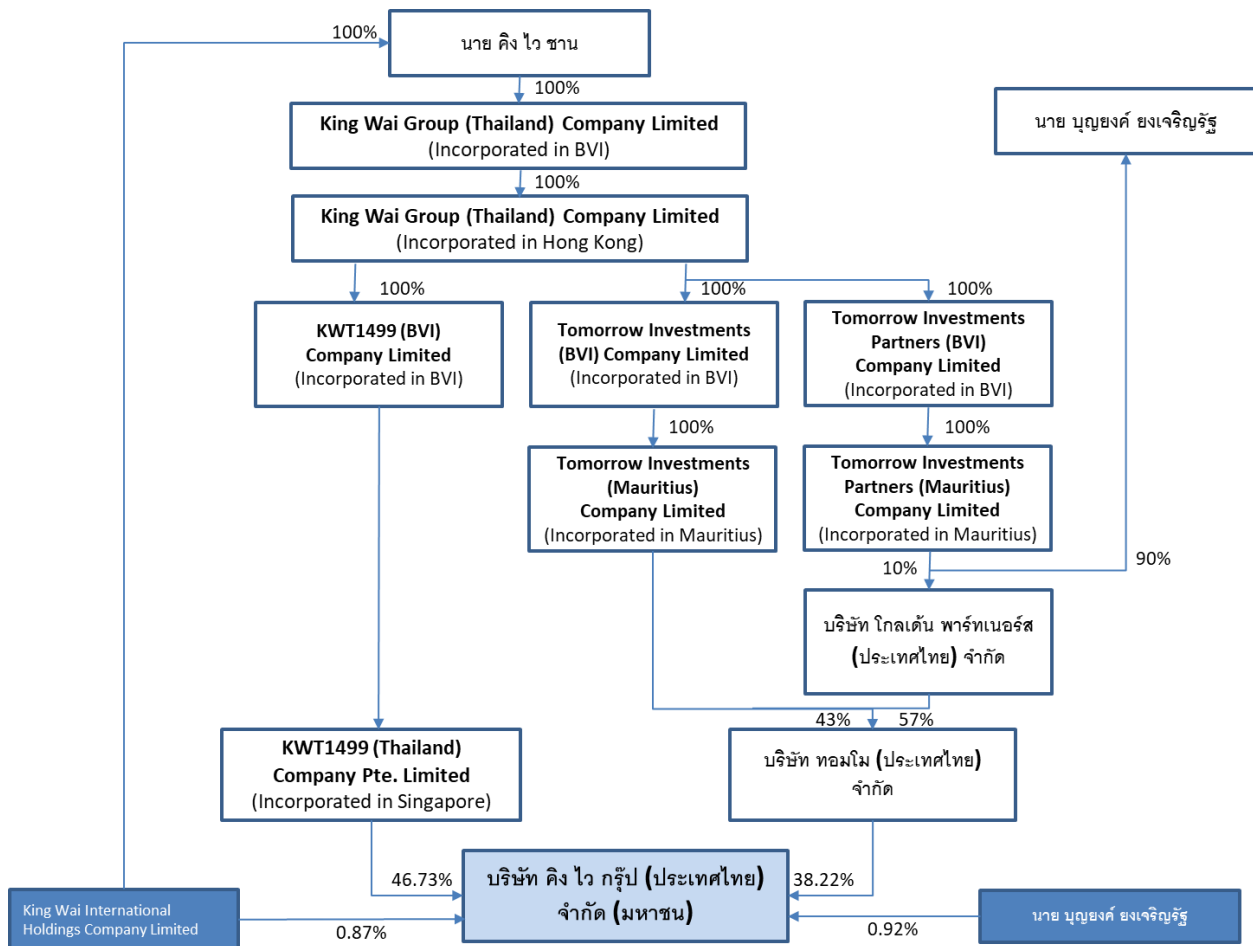 100%
นาย คิง ไว ชาน
100%
King Wai Group (Thailand) Company Limited
(Incorporated in BVI)
นาย บุญยงค์ ยงเจริญรัฐ
100%
King Wai Group (Thailand) Company Limited
(Incorporated in Hong Kong)
100%
100%
100%
KWT1499 (BVI)
Company Limited
(Incorporated in BVI)
Tomorrow Investments
(BVI) Company Limited
(Incorporated in BVI)
Tomorrow Investments
Partners (BVI)
Company Limited
(Incorporated in BVI)
100%
100%
Tomorrow Investments
(Mauritius)
Company Limited
(Incorporated in Mauritius)
Tomorrow Investments
Partners (Mauritius)
Company Limited
(Incorporated in Mauritius)
10%
90%
บริษัท โกลเด้น พาร์ทเนอร์ส
(ประเทศไทย) จำกัด
43%
57%
KWT1499 (Thailand)
Company Pte. Limited
(Incorporated in Singapore)
บริษัท ทอมโม (ประเทศไทย)
จำกัด
46.73%
บริษัท คิง ไว กรุ๊ป (ประเทศไทย)
จำกัด (มหาชน)
38.22%
King Wai International
Holdings Company Limited
0.87%
0.92%
นาย บุญยงค์ ยงเจริญรัฐ